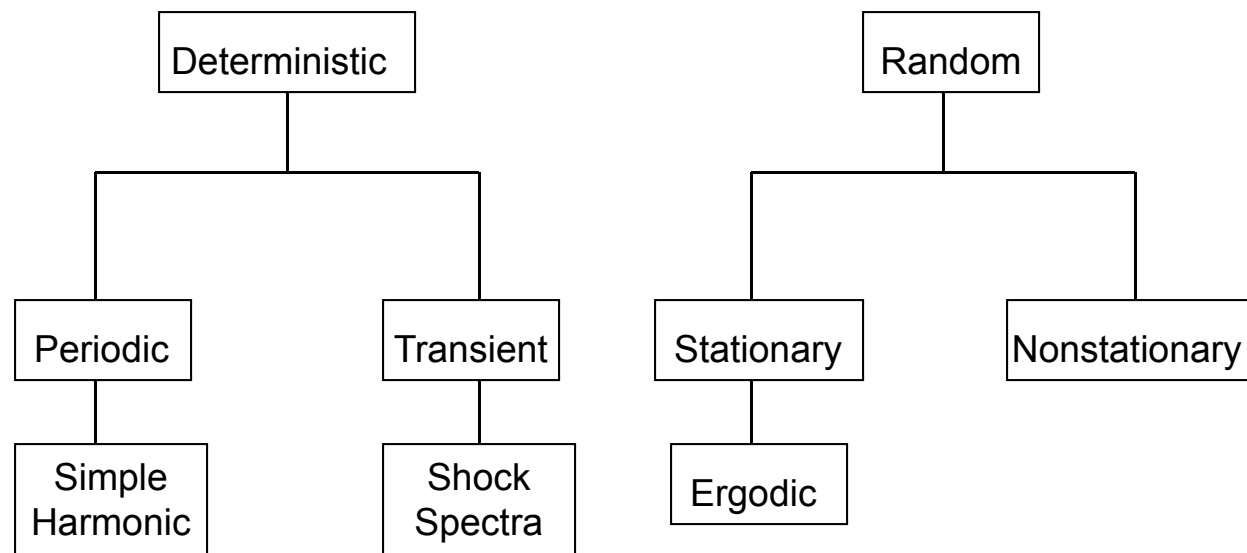 Deterministic
Random
Periodic
Transient
Stationary
Nonstationary
Simple
Harmonic
Shock
Spectra
Ergodic